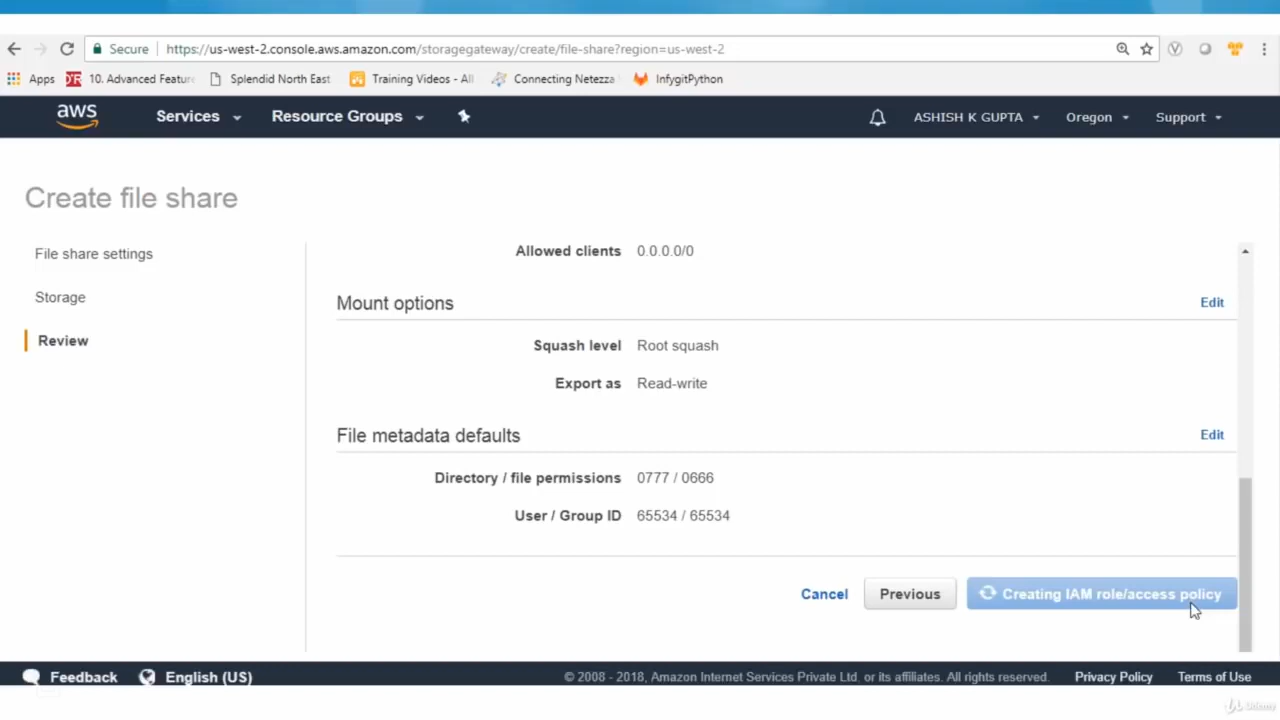 Secure https://us-west-2.console.aws.amazon.com/storagegateway/create/file-share?region=us-west-2
Apps 10. Advanced Featur Splendid North East Training Videos - All Connecting Netezza InfygitPython
aws Services Resource Groups ASHISH K GUPTA Oregon Support
Create file share
File share settings
Storage
Review
Allowed clients 0.0.0.0/0
Mount options Edit
Squash level Root squash
Export as Read-write
File metadata defaults Edit
Directory / file permissions 0777 / 0666
User / Group ID 65534 / 65534
Cancel Previous Creating IAM role/access policy
Feedback English (US) © 2008 - 2018, Amazon Internet Services Private Ltd. or its affiliates. All rights reserved. Privacy Policy Terms of Use
Udemy